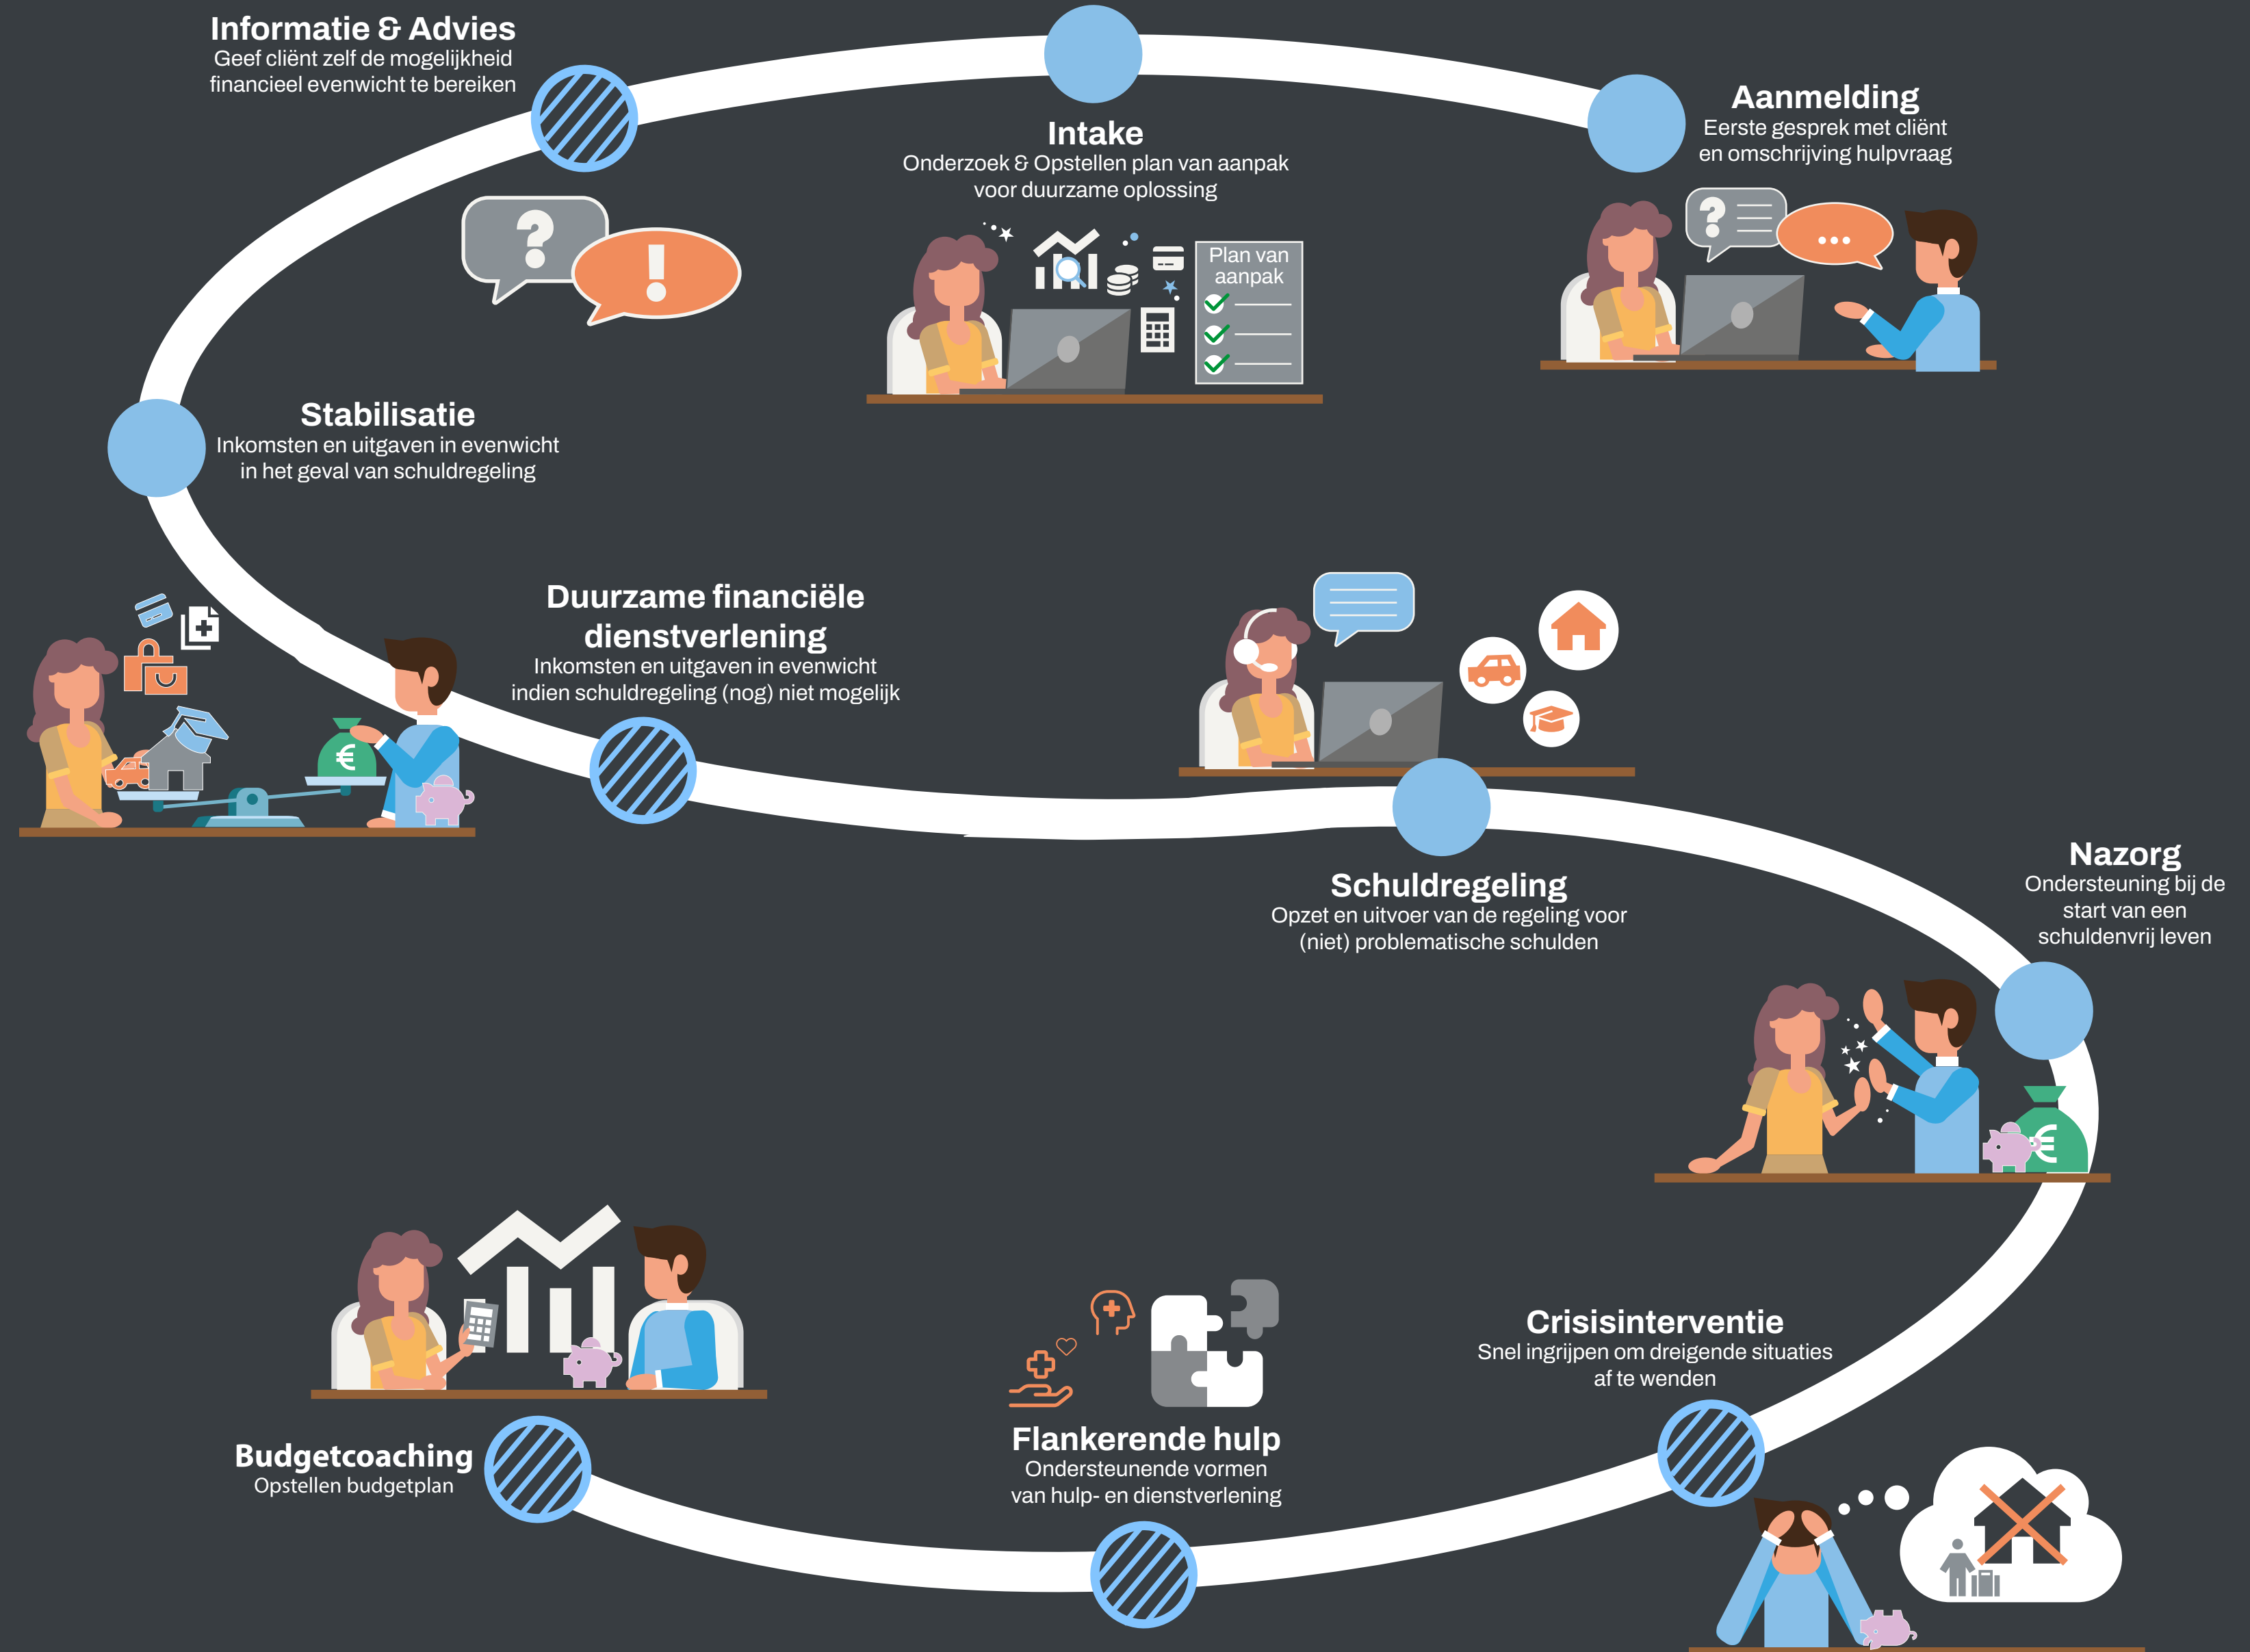 Informatie & Advies
Geef cliënt zelf de mogelijkheid
financieel evenwicht te bereiken
Intake
Onderzoek & Opstellen plan van aanpak
voor duurzame oplossing
Plan van
aanpak
Aanmelding
Eerste gesprek met cliënt
en omschrijving hulpvraag
Stabilisatie
Inkomsten en uitgaven in evenwicht
in het geval van schuldregeling
Duurzame financiële
dienstverlening
Inkomsten en uitgaven in evenwicht
indien schuldregeling (nog) niet mogelijk
Schuldregeling
Opzet en uitvoer van de regeling voor
(niet) problematische schulden
Nazorg
Ondersteuning bij de
start van een
schuldenvrij leven
Crisisinterventie
Snel ingrijpen om dreigende situaties
af te wenden
Flankerende hulp
Ondersteunende vormen
van hulp- en dienstverlening
Budgetcoaching
Opstellen budgetplan